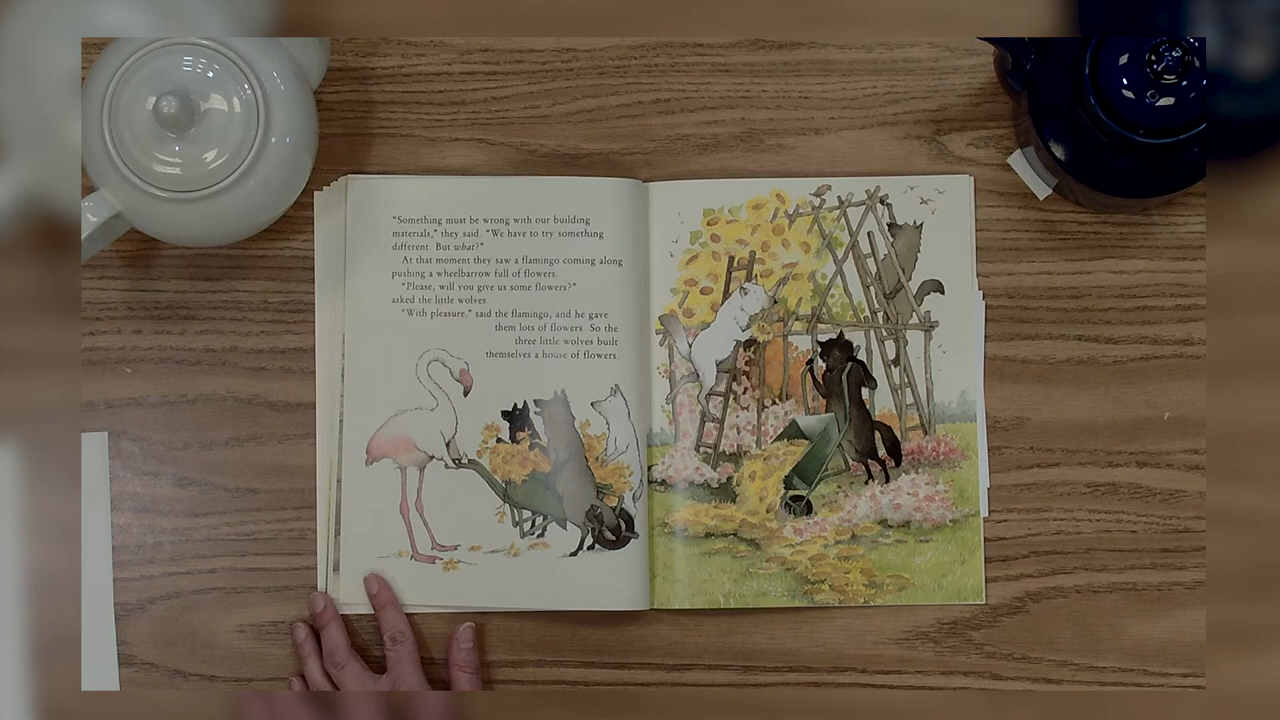 "Something must be wrong with our building
materials," they said. "We have to try something
different. But what?"
At that moment they saw a flamingo coming along
pushing a wheelbarrow full of flowers.
"Please, will you give us some flowers?"
asked the little wolves.
"With pleasure," said the flamingo, and he gave
them lots of flowers. So the
three little wolves built
themselves a house of flowers.